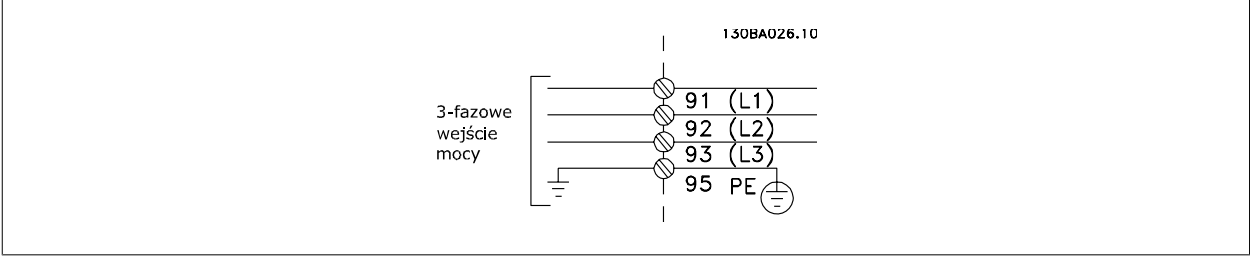 130BA026.10
3-fazowe
wejście
mocy
91 (L1)
92 (L2)
93 (L3)
95 PE